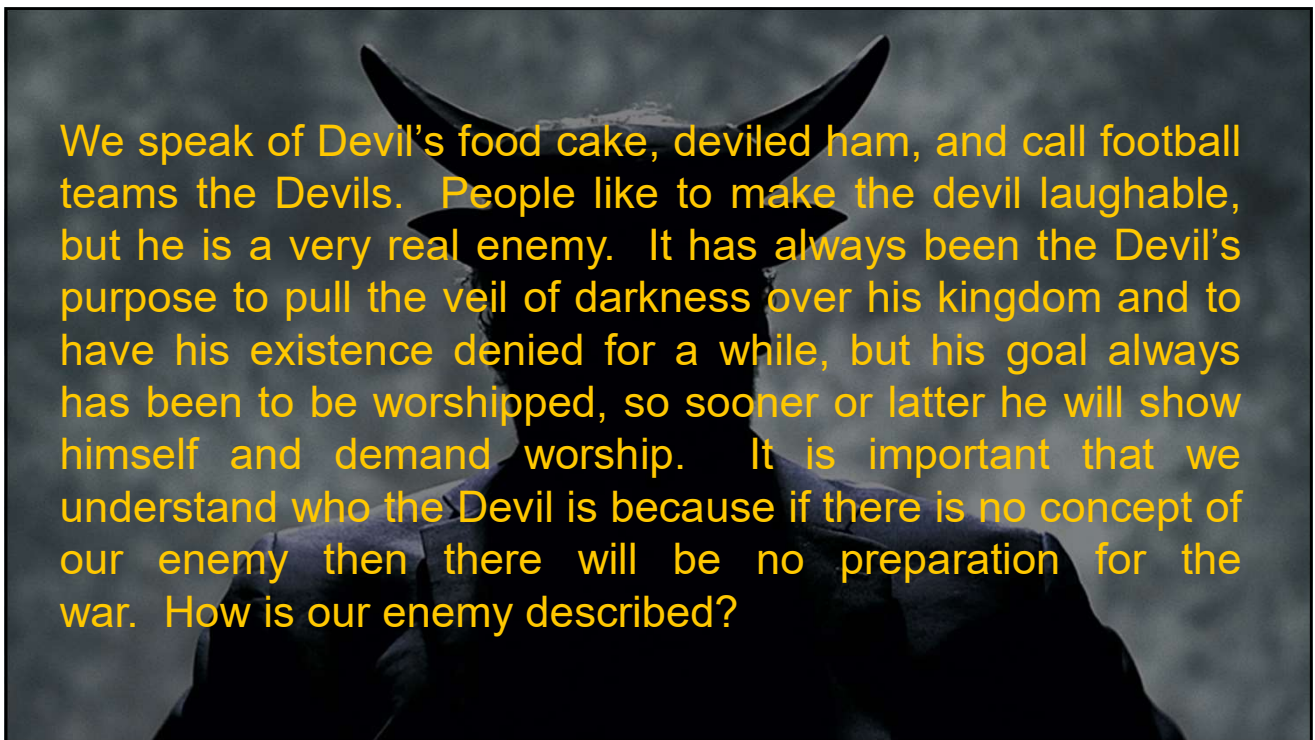 We speak of Devil’s food cake, deviled ham, and call football
teams the Devils.  People like to make the devil laughable,
but he is a very real enemy.  It has always been the Devil’s
purpose to pull the veil of darkness over his kingdom and to
have his existence denied for a while, but his goal always
has been to be worshipped, so sooner or latter he will show
himself and demand worship.  It is important that we
understand who the Devil is because if there is no concept of
our enemy then there will be no preparation for the
war.  How is our enemy described?